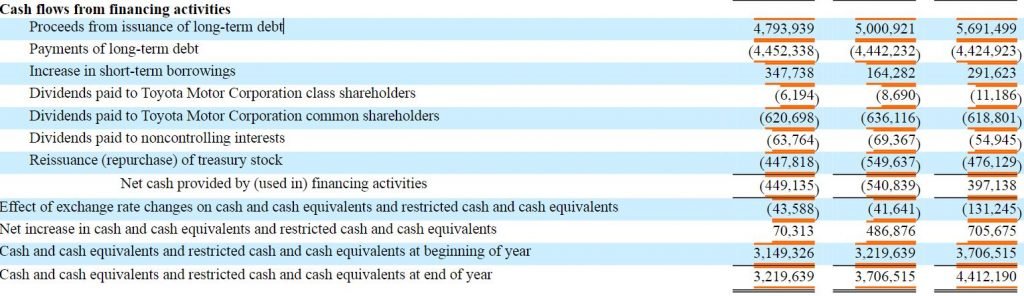 Cash flows from financing activities
Proceeds from issuance of long-term debt 4,793,939 5,000,921 5,691,499
Payments of long-term debt (4,452,338) (4,442,232) (4,424,923)
Increase in short-term borrowings 347,738 164,282 291,623
Dividends paid to Toyota Motor Corporation class shareholders (6,194) (8,690) (11,186)
Dividends paid to Toyota Motor Corporation common shareholders (620,698) (636,116) (618,801)
Dividends paid to noncontrolling interests (63,764) (69,367) (54,945)
Reissuance (repurchase) of treasury stock (447,818) (549,637) (476,129)
Net cash provided by (used in) financing activities (449,135) (540,839) 397,138
Effect of exchange rate changes on cash and cash equivalents and restricted cash and cash equivalents (43,588) (41,641) (131,245)
Net increase in cash and cash equivalents and restricted cash and cash equivalents 70,313 486,876 705,675
Cash and cash equivalents and restricted cash and cash equivalents at beginning of year 3,149,326 3,219,639 3,706,515
Cash and cash equivalents and restricted cash and cash equivalents at end of year 3,219,639 3,706,515 4,412,190